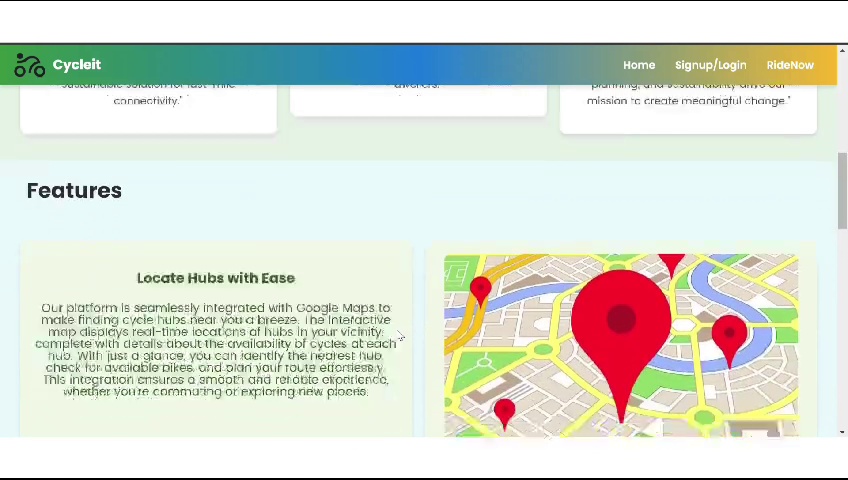 Cycleit
Home Signup/Login RideNow
sustainable solution for last-mile
connectivity."
dwellers.
planning, and sustainability drive our
mission to create meaningful change."
Features
Locate Hubs with Ease
Our platform is seamlessly integrated with Google Maps to
make finding cycle hubs near you a breeze. The interactive
map displays real-time locations of hubs in your vicinity,
complete with details about the availability of cycles at each
hub. With just a glance, you can identify the nearest hub,
check for available bikes, and plan your route effortlessly.
This integration ensures a smooth and reliable experience,
whether you're commuting or exploring new places.